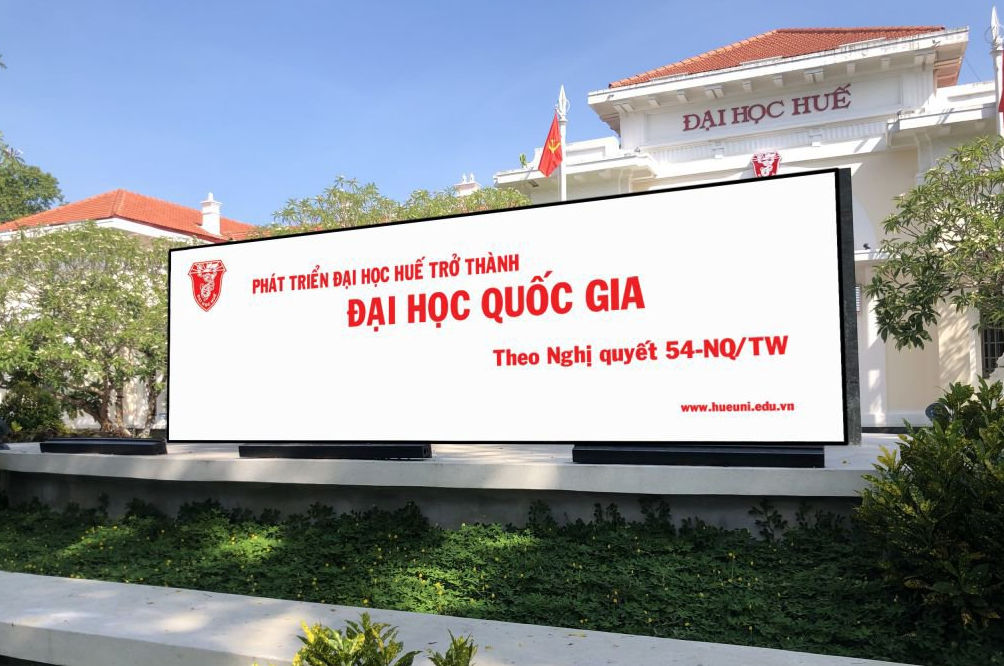 ĐẠI HỌC HUẾ
PHÁT TRIỂN ĐẠI HỌC HUẾ TRỞ THÀNH
ĐẠI HỌC QUỐC GIA
Theo Nghị quyết 54-NQ/TW
www.hueuni.edu.vn